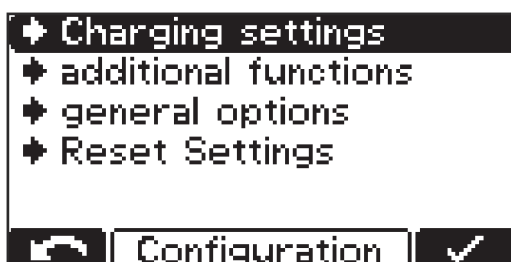 Charging settings
additional functions
general options
Reset Settings
Configuration